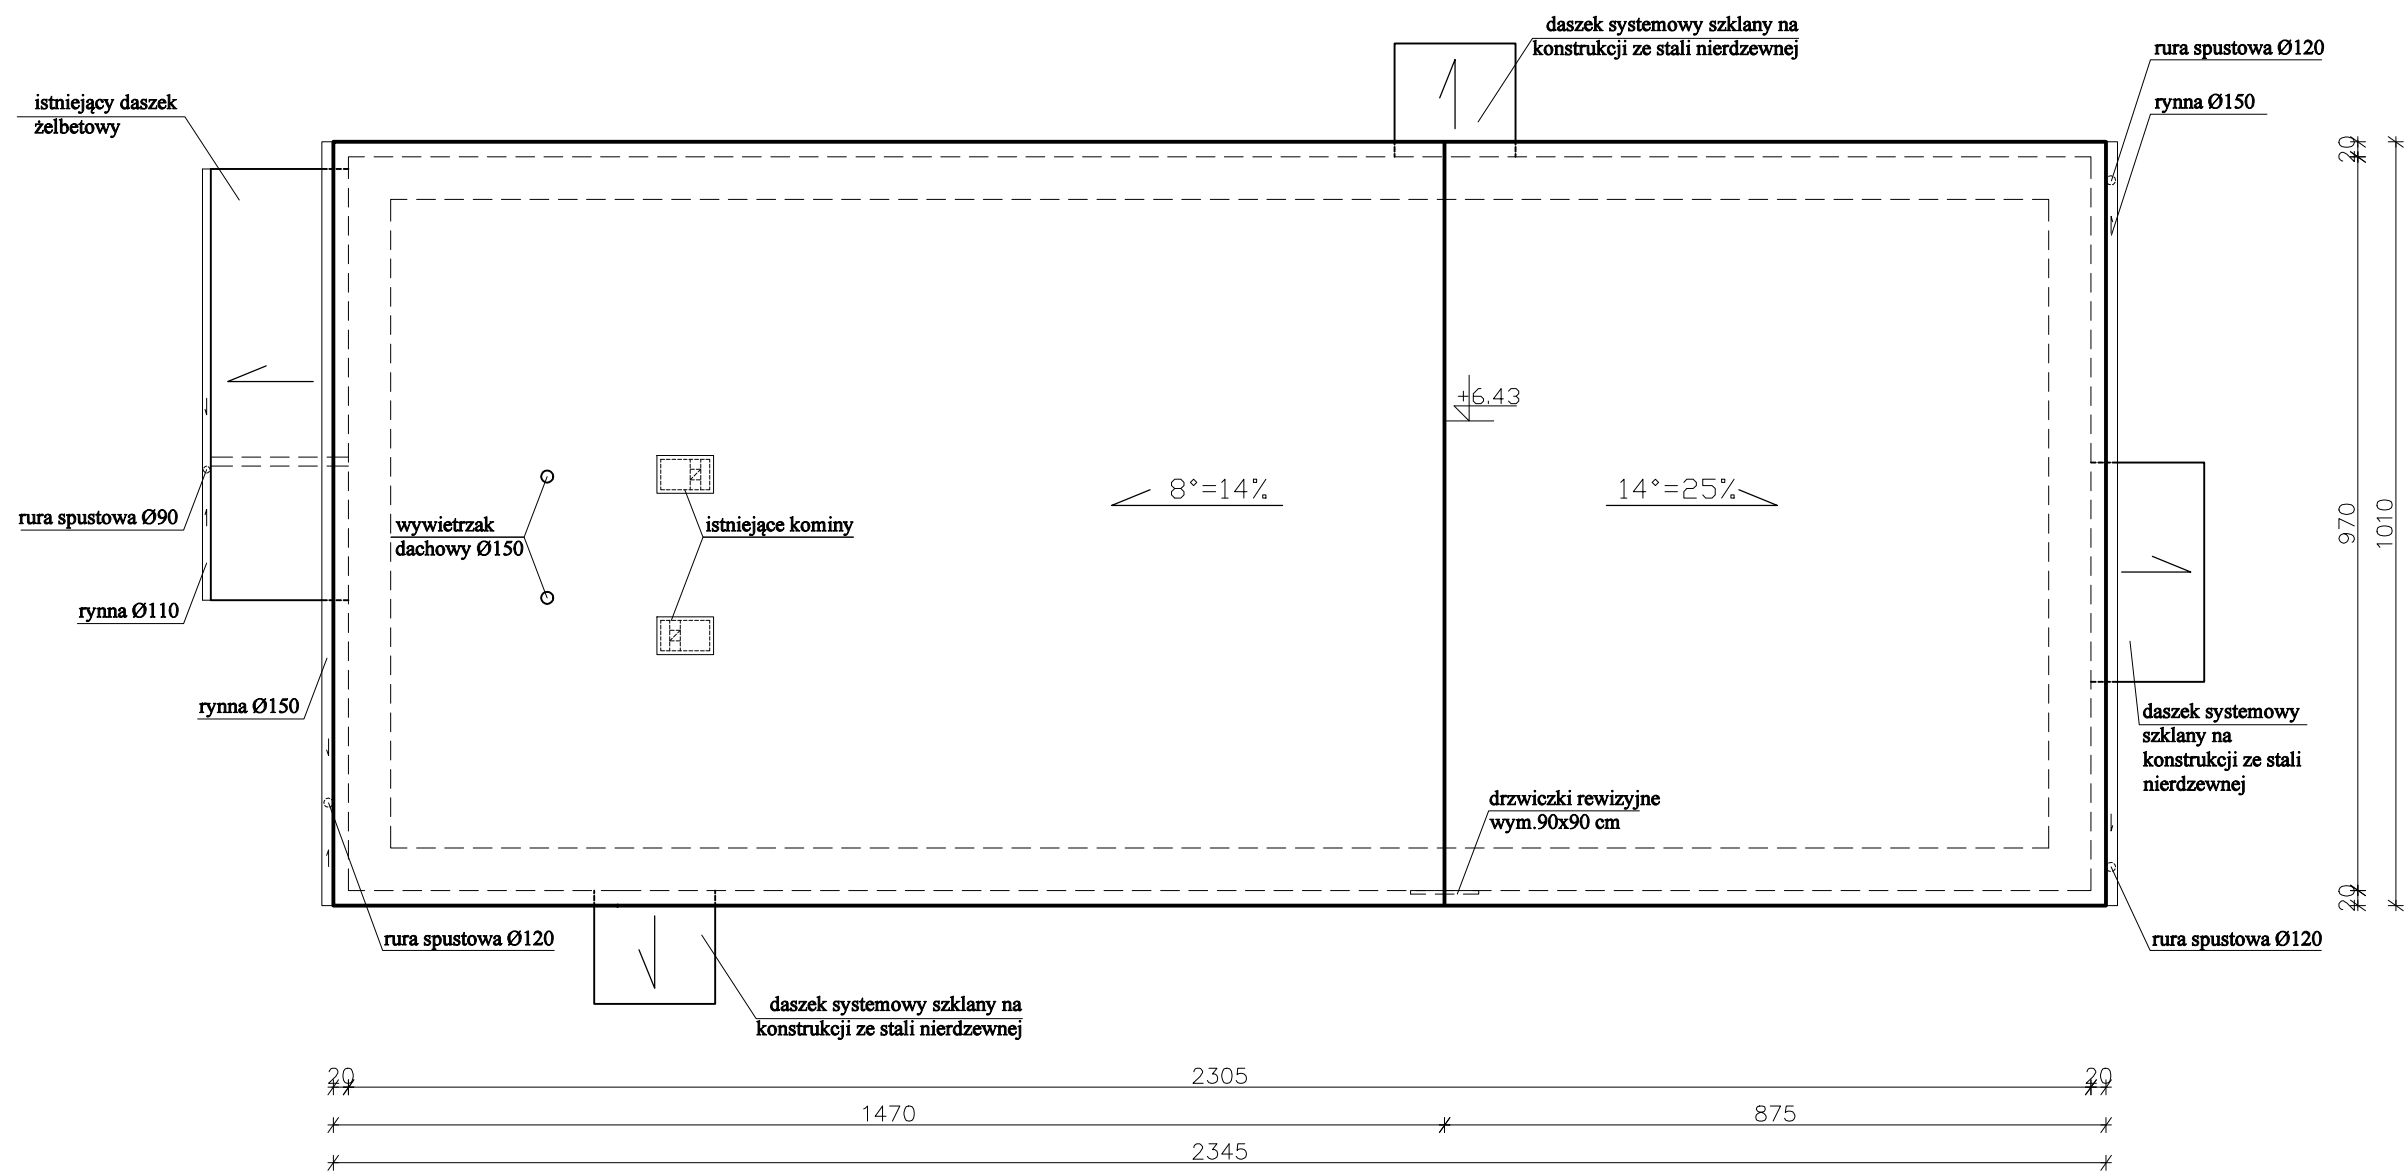 daszek systemowy szklany na
konstrukcji ze stali nierdzewnej
rura spustowa Ø120
rynna Ø150
istniejący daszek
żelbetowy
20
+6.43
8°=14%
14°=25%
rura spustowa Ø90
wywietrzak
dachowy Ø150
istniejące kominy
970
1010
rynna Ø110
rynna Ø150
daszek systemowy
szklany na
konstrukcji ze stali
nierdzewnej
drzwiczki rewizyjne
wym.90x90 cm
20
rura spustowa Ø120
rura spustowa Ø120
daszek systemowy szklany na
konstrukcji ze stali nierdzewnej
20 2305 20
1470 875
2345